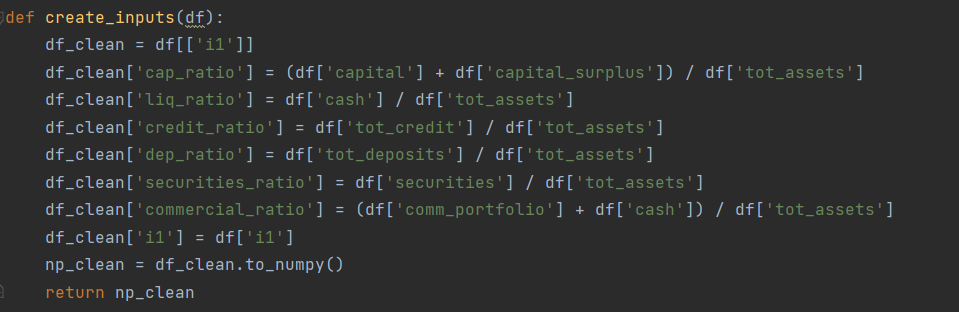 def create_inputs(df):
    df_clean = df[['i1']]
    df_clean['cap_ratio'] = (df['capital'] + df['capital_surplus']) / df['tot_assets']
    df_clean['liq_ratio'] = df['cash'] / df['tot_assets']
    df_clean['credit_ratio'] = df['tot_credit'] / df['tot_assets']
    df_clean['dep_ratio'] = df['tot_deposits'] / df['tot_assets']
    df_clean['securities_ratio'] = df['securities'] / df['tot_assets']
    df_clean['commercial_ratio'] = (df['comm_portfolio'] + df['cash']) / df['tot_assets']
    df_clean['i1'] = df['i1']
    np_clean = df_clean.to_numpy()
    return np_clean